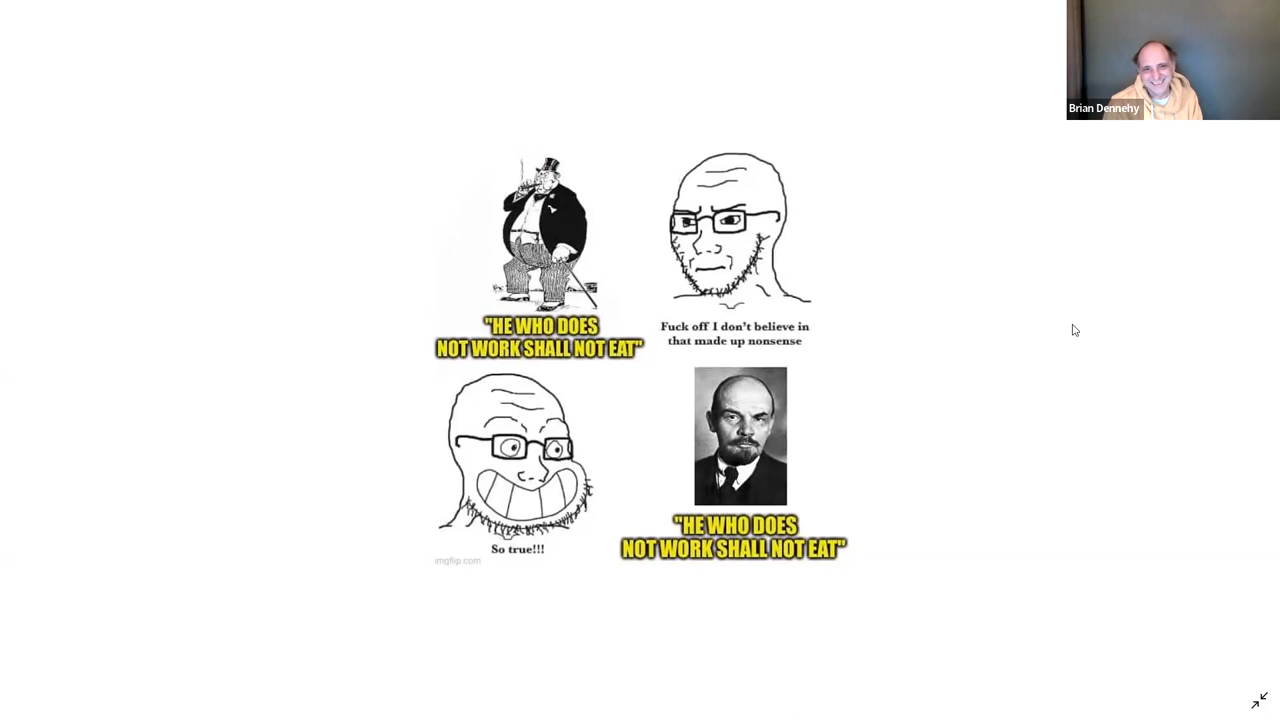 Brian Dennehy
"HE WHO DOES
NOT WORK SHALL NOT EAT"
Fuck off I don't believe in
that made up nonsense
So true!!!
"HE WHO DOES
NOT WORK SHALL NOT EAT"
imgflip.com